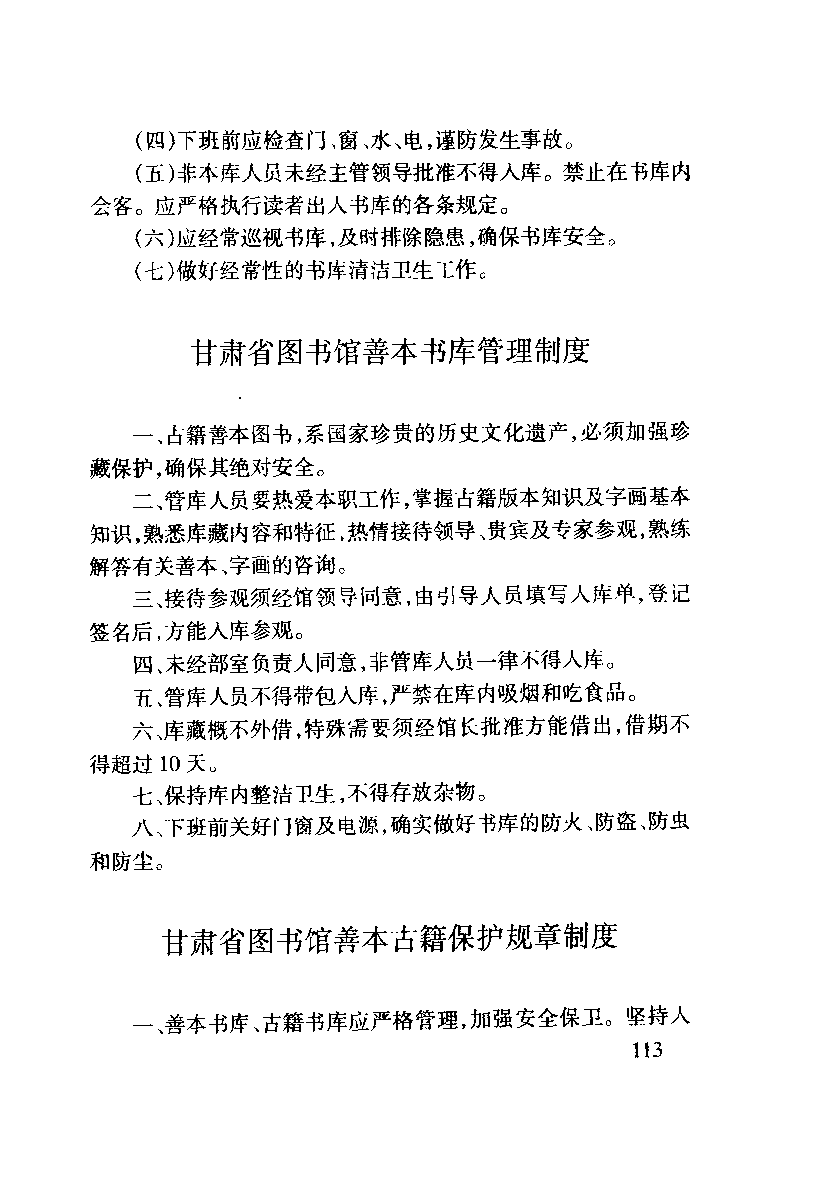 (四)下班前应检查门、窗、水、电,谨防发生事故。
(五)非本库人员未经主管领导批准不得入库。禁止在书库内
会客。应严格执行读者出入书库的各条规定。
(六)应经常巡视书库,及时排除隐患,确保书库安全。
(七)做好经常性的书库清洁卫生工作。
甘肃省图书馆善本书库管理制度
一、古籍善本图书,系国家珍贵的历史文化遗产,必须加强珍
藏保护,确保其绝对安全。
二、管库人员要热爱本职工作,掌握古籍版本知识及字画基本
知识,熟悉库藏内容和特征,热情接待领导、贵宾及专家参观,熟练
解答有关善本、字画的咨询。
三、接待参观须经馆领导同意,由引导人员填写入库单,登记
签名后,方能入库参观。
四、未经部室负责人同意,非管库人员一律不得入库。
五、管库人员不得带包入库,严禁在库内吸烟和吃食品。
六、库藏概不外借,特殊需要须经馆长批准方能借出,借期不
得超过 10 天。
七、保持库内整洁卫生,不得存放杂物。
八、下班前关好门窗及电源,确实做好书库的防火、防盗、防虫
和防尘。
甘肃省图书馆善本古籍保护规章制度
一、善本书库、古籍书库应严格管理,加强安全保卫。坚持人
113